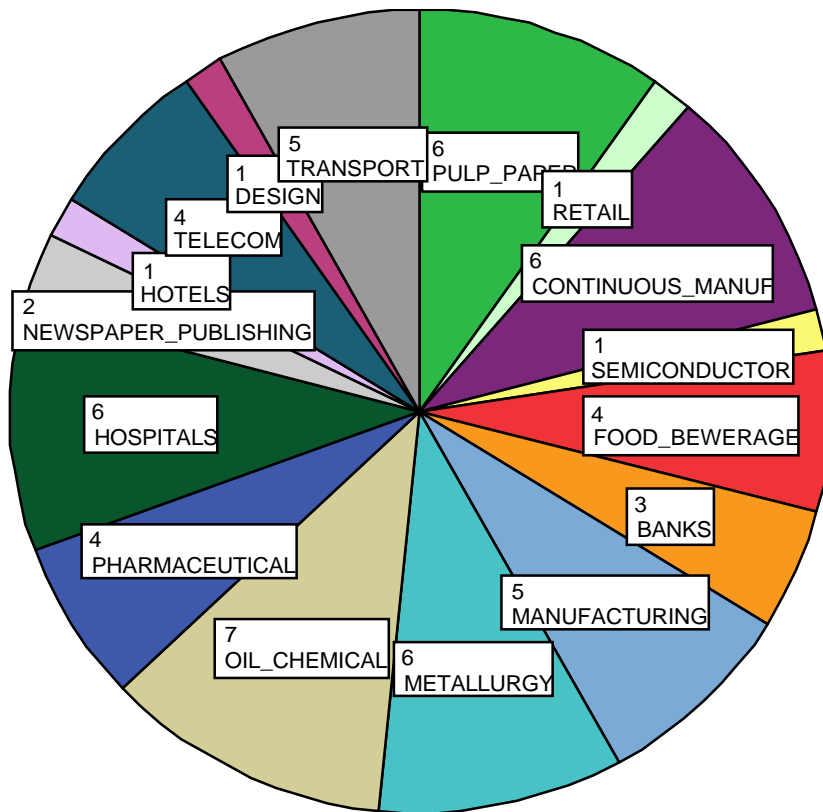 5
TRANSPORT
6
PULP_PAPER
1
DESIGN
1
RETAIL
4
TELECOM
6
CONTINUOUS_MANUF
1
HOTELS
2
NEWSPAPER_PUBLISHING
1
SEMICONDUCTOR
6
HOSPITALS
4
FOOD_BEWERAGE
3
BANKS
4
PHARMACEUTICAL
5
MANUFACTURING
7
OIL_CHEMICAL
6
METALLURGY